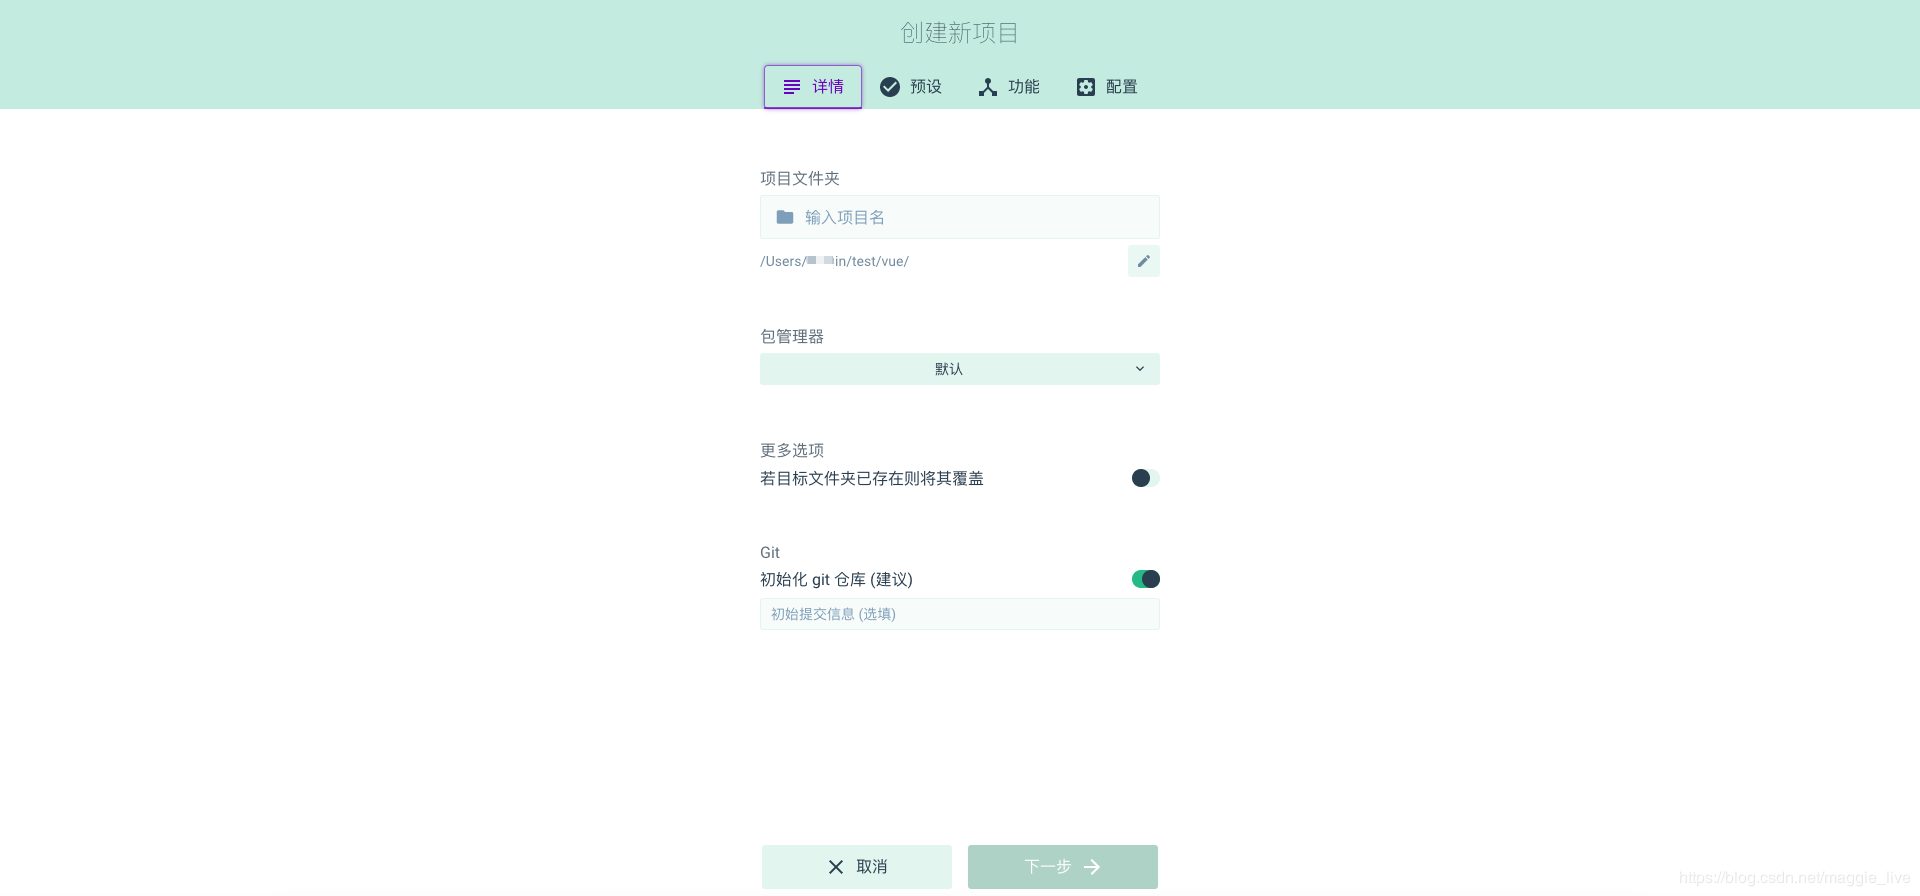 创建新项目
详情 预设 功能 配置
项目文件夹
输入项目名
/Users/ in/test/vue/
包管理器
默认
更多选项
若目标文件夹已存在则将其覆盖
Git
初始化 git 仓库 (建议)
初始提交信息 (选填)
取消 下一步
https://blog.csdn.net/maggie_live